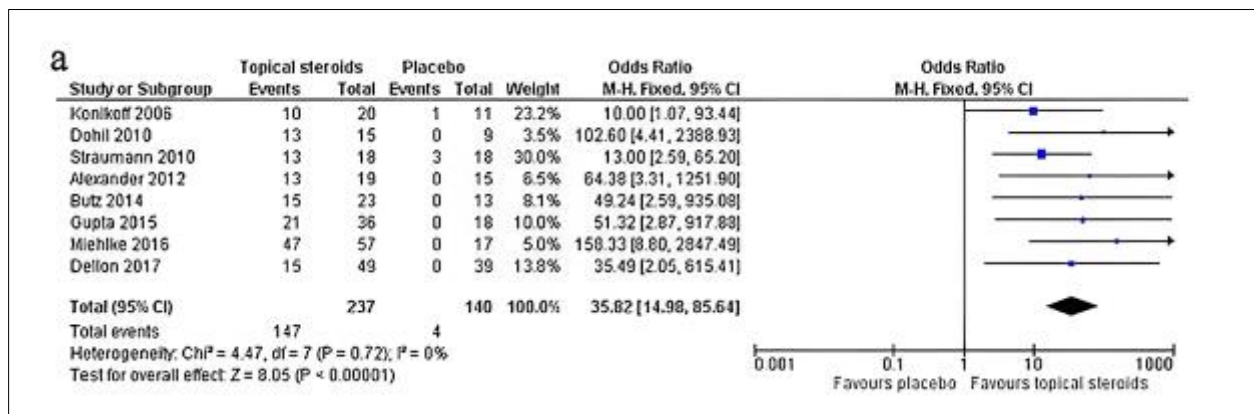 a
Topical steroids Placebo Odds Ratio Odds Ratio
Study or Subgroup Events Total Events Total Weight M-H. Fixed. 95% CI M-H. Fixed. 95% CI
Konikoff 2006 10 20 1 11 23.2% 10.00 [1.07, 93.44]
Dohil 2010 13 15 0 9 3.5% 102.60 [4.41, 2388.93]
Straumann 2010 13 18 3 18 30.0% 13.00 [2.59, 65.20]
Alexander 2012 13 19 0 15 6.5% 64.38 [3.31, 1251.90]
Butz 2014 15 23 0 13 8.1% 49.24 [2.59, 935.08]
Gupta 2015 21 36 0 18 10.0% 51.32 [2.87, 917.88]
Miehlke 2016 47 57 0 17 5.0% 158.33 [8.80, 2847.49]
Dellon 2017 15 49 0 39 13.8% 35.49 [2.05, 615.41]
Total (95% CI) 237 140 100.0% 35.82 [14.98, 85.64]
Total events 147 4
Heterogeneity: Chi² = 4.47, df = 7 (P = 0.72); I² = 0%
Test for overall effect: Z = 8.05 (P < 0.00001)
0.001 0.1 1 10 1000
Favours placebo Favours topical steroids